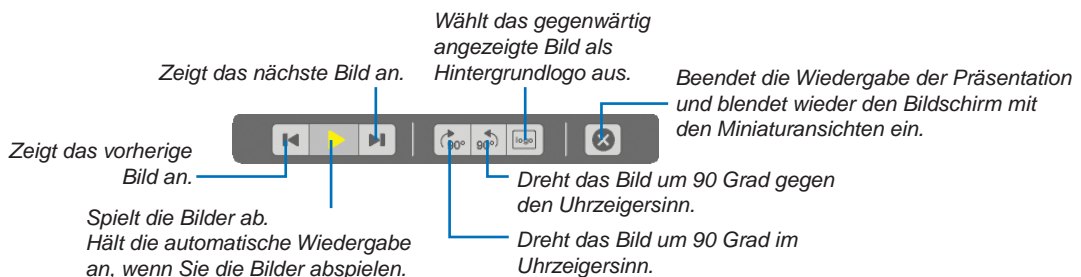 Wählt das gegenwärtig
angezeigte Bild als
Hintergrundlogo aus.
Zeigt das nächste Bild an.
Beendet die Wiedergabe der Präsentation
und blendet wieder den Bildschirm mit
den Miniaturansichten ein.
90°
90°
logo
Zeigt das vorherige
Bild an.
Dreht das Bild um 90 Grad gegen
den Uhrzeigersinn.
Spielt die Bilder ab.
Hält die automatische Wiedergabe
an, wenn Sie die Bilder abspielen.
Dreht das Bild um 90 Grad im
Uhrzeigersinn.